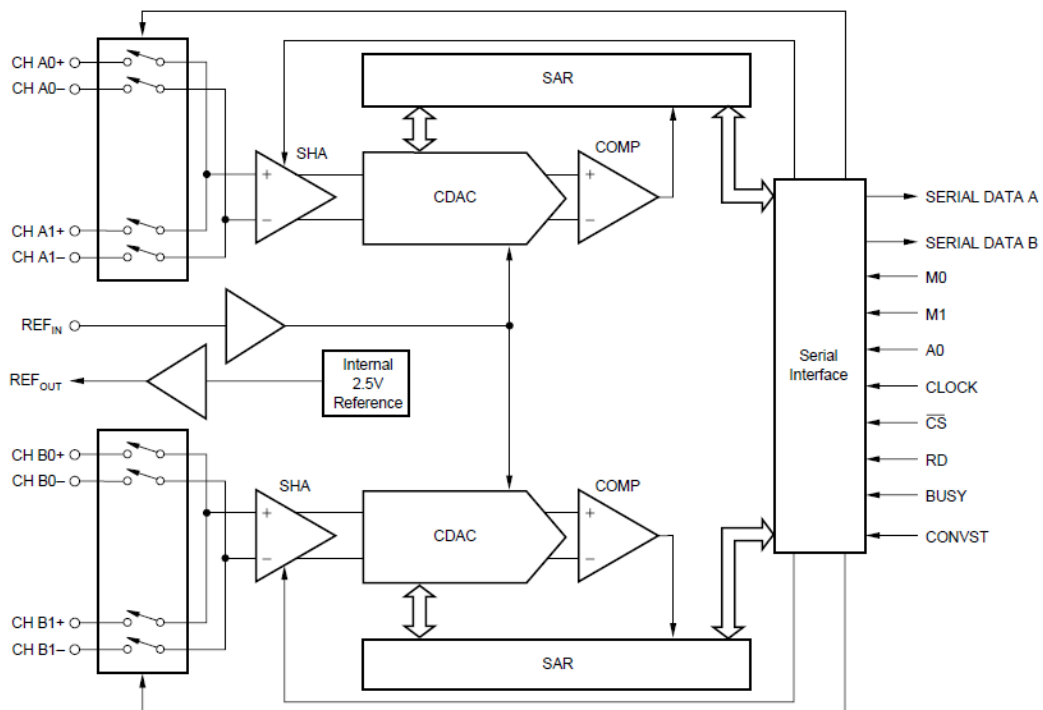 SAR
CH A0+
CH A0–
SHA
COMP
+
–
CDAC
+
–
CH A1+
CH A1–
SERIAL DATA A
SERIAL DATA B
M0
M1
A0
CLOCK
CS
RD
BUSY
CONVST
Serial
Interface
REFIN
REFOUT
Internal
2.5V
Reference
CH B0+
CH B0–
SHA
COMP
+
–
CDAC
+
–
CH B1+
CH B1–
SAR